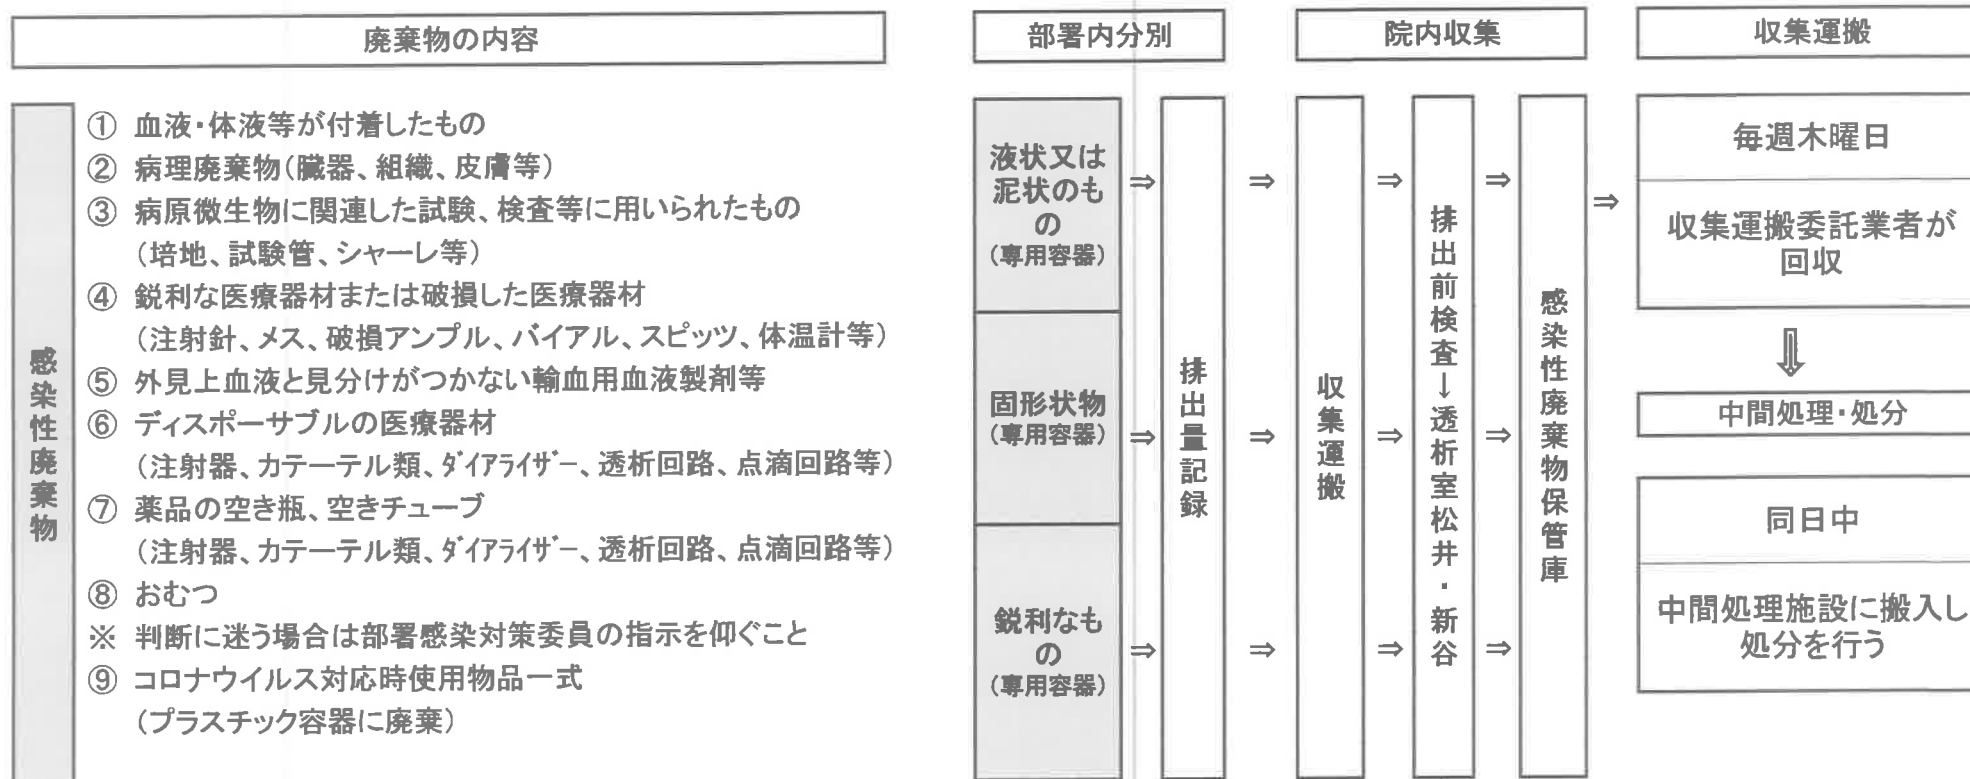 廃棄物の内容
部署内分別
院内収集
収集運搬
感染性廃棄物
① 血液・体液等が付着したもの
② 病理廃棄物(臓器、組織、皮膚等)
③ 病原微生物に関連した試験、検査等に用いられたもの
(培地、試験管、シャーレ等)
④ 鋭利な医療器材または破損した医療器材
(注射針、メス、破損アンプル、バイアル、スピッツ、体温計等)
⑤ 外見上血液と見分けがつかない輸血用血液製剤等
⑥ ディスポーサブルの医療器材
(注射器、カテーテル類、ダイアライザー、透析回路、点滴回路等)
⑦ 薬品の空き瓶、空きチューブ
(注射器、カテーテル類、ダイアライザー、透析回路、点滴回路等)
⑧ おむつ
※ 判断に迷う場合は部署感染対策委員の指示を仰ぐこと
⑨ コロナウイルス対応時使用物品一式
(プラスチック容器に廃棄)
液状又は
泥状のも
の
(専用容器)
⇒
固形状物
(専用容器)
⇒
鋭利なも
の
(専用容器)
⇒
排出量記録
⇒
⇒
⇒
収集運搬
⇒
⇒
⇒
排出前検査↓透析室松井・新谷
⇒
⇒
⇒
感染性廃棄物保管庫
⇒
毎週木曜日
収集運搬委託業者が
回収
⇓
中間処理・処分
同日中
中間処理施設に搬入し
処分を行う